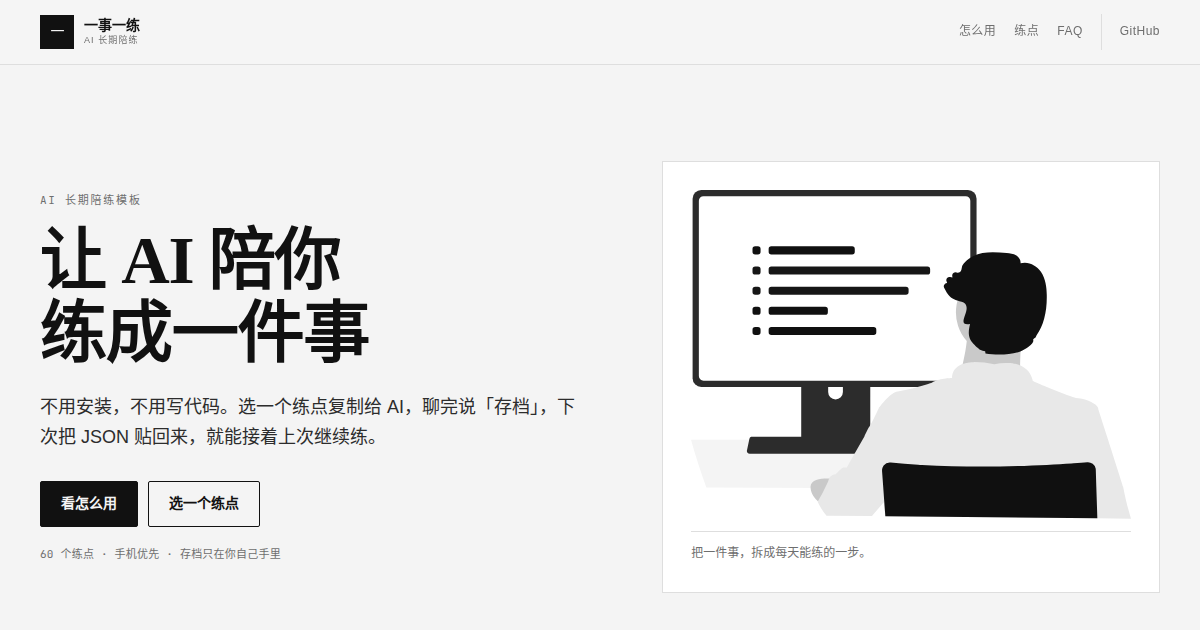 一
一事一练
AI 长期陪练
怎么用
练点
FAQ
GitHub
AI 长期陪练模板
让 AI 陪你
练成一件事
不用安装，不用写代码。选一个练点复制给 AI，聊完说「存档」，下
次把 JSON 贴回来，就能接着上次继续练。
看怎么用
选一个练点
60 个练点 · 手机优先 · 存档只在你自己手里
把一件事，拆成每天能练的一步。